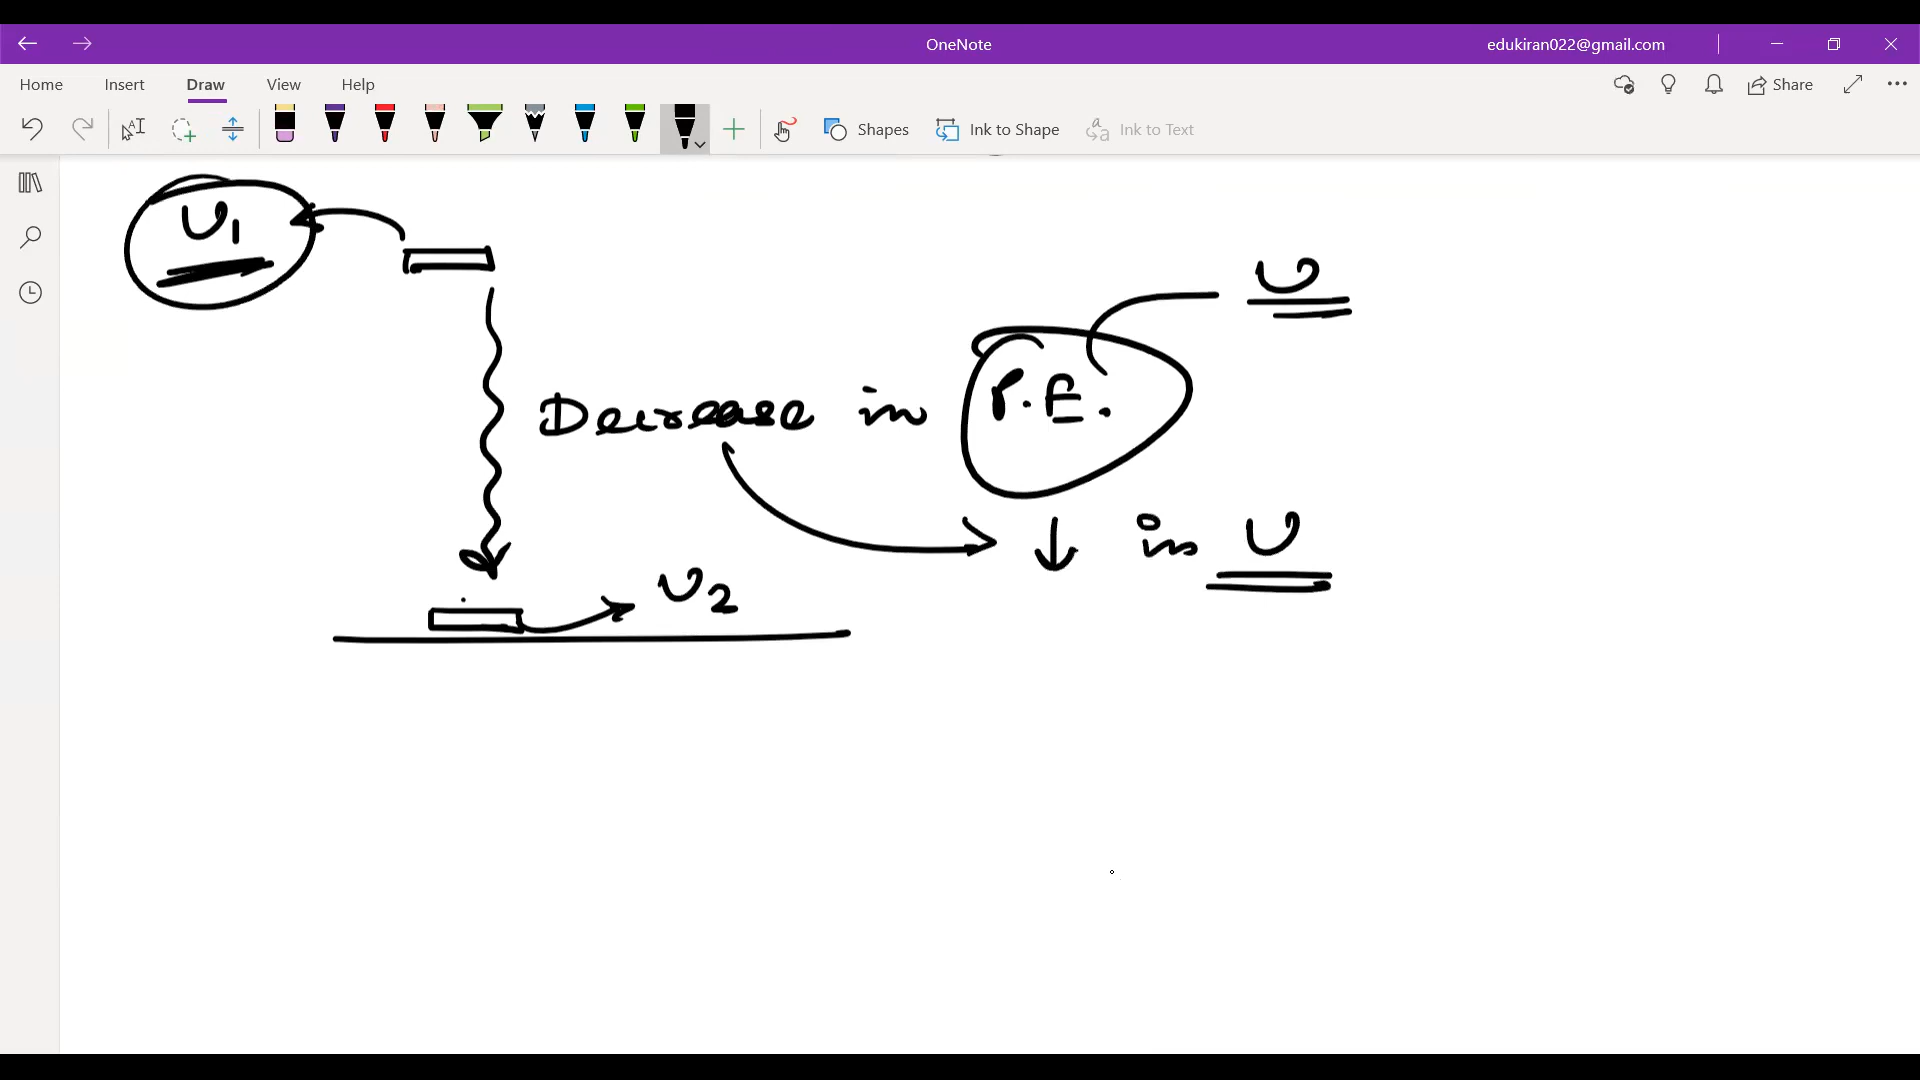 OneNote
edukiran022@gmail.com
Home Insert Draw View Help
Share
Shapes Ink to Shape Ink to Text
U1
U
Decrease in P.E.
↓ in U
U2